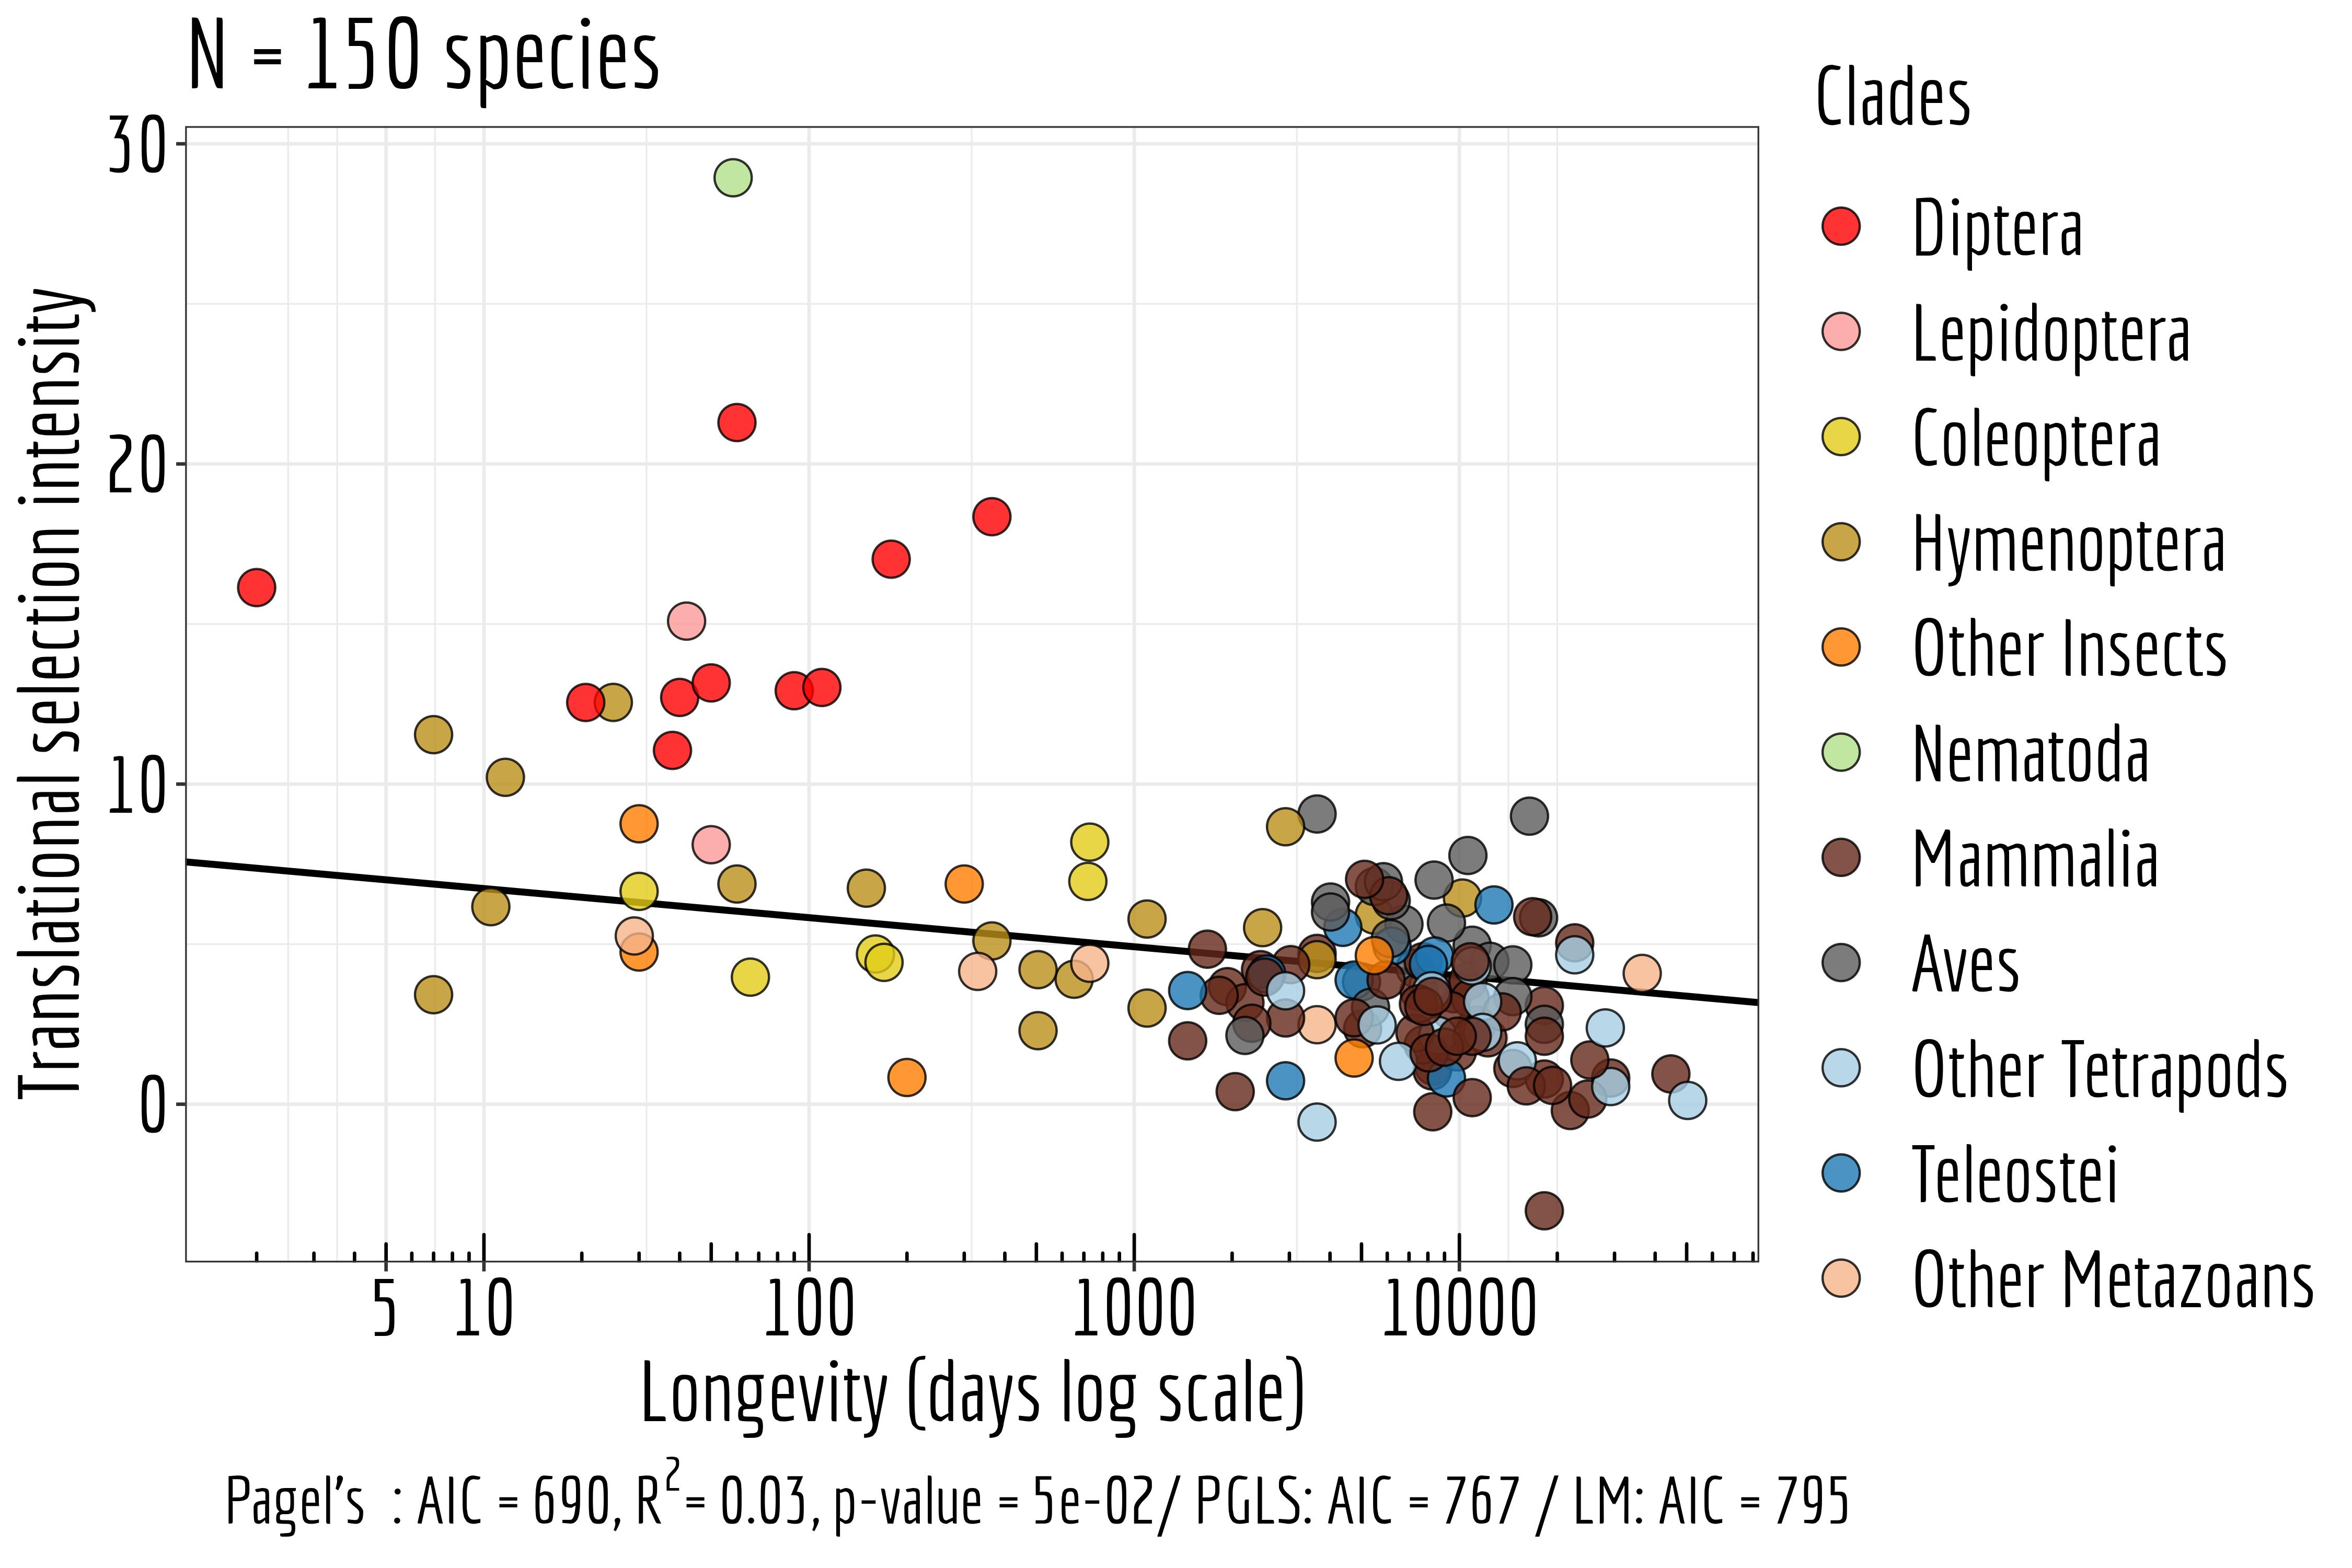 N = 150 species
Clades
30
20
10
0
Translational selection intensity
5 10 100 1000 10000
Longevity (days log scale)
Diptera
Lepidoptera
Coleoptera
Hymenoptera
Other Insects
Nematoda
Mammalia
Aves
Other Tetrapods
Teleostei
Other Metazoans
Pagel's : AIC = 690, R²= 0.03, p-value = 5e-02/ PGLS: AIC = 767 / LM: AIC = 795